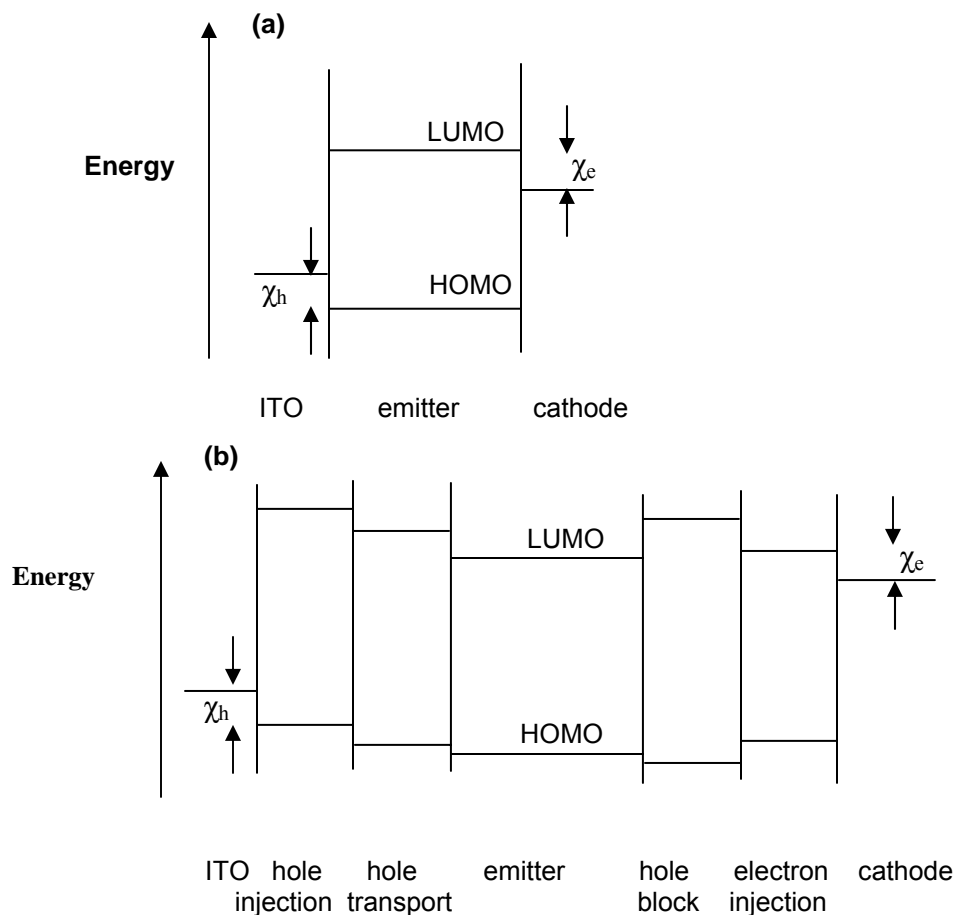 (a)
LUMO
Energy
χe
HOMO
χh
ITO emitter cathode
(b)
LUMO
χe
Energy
χh
HOMO
ITO hole hole emitter hole electron cathode
injection transport block injection